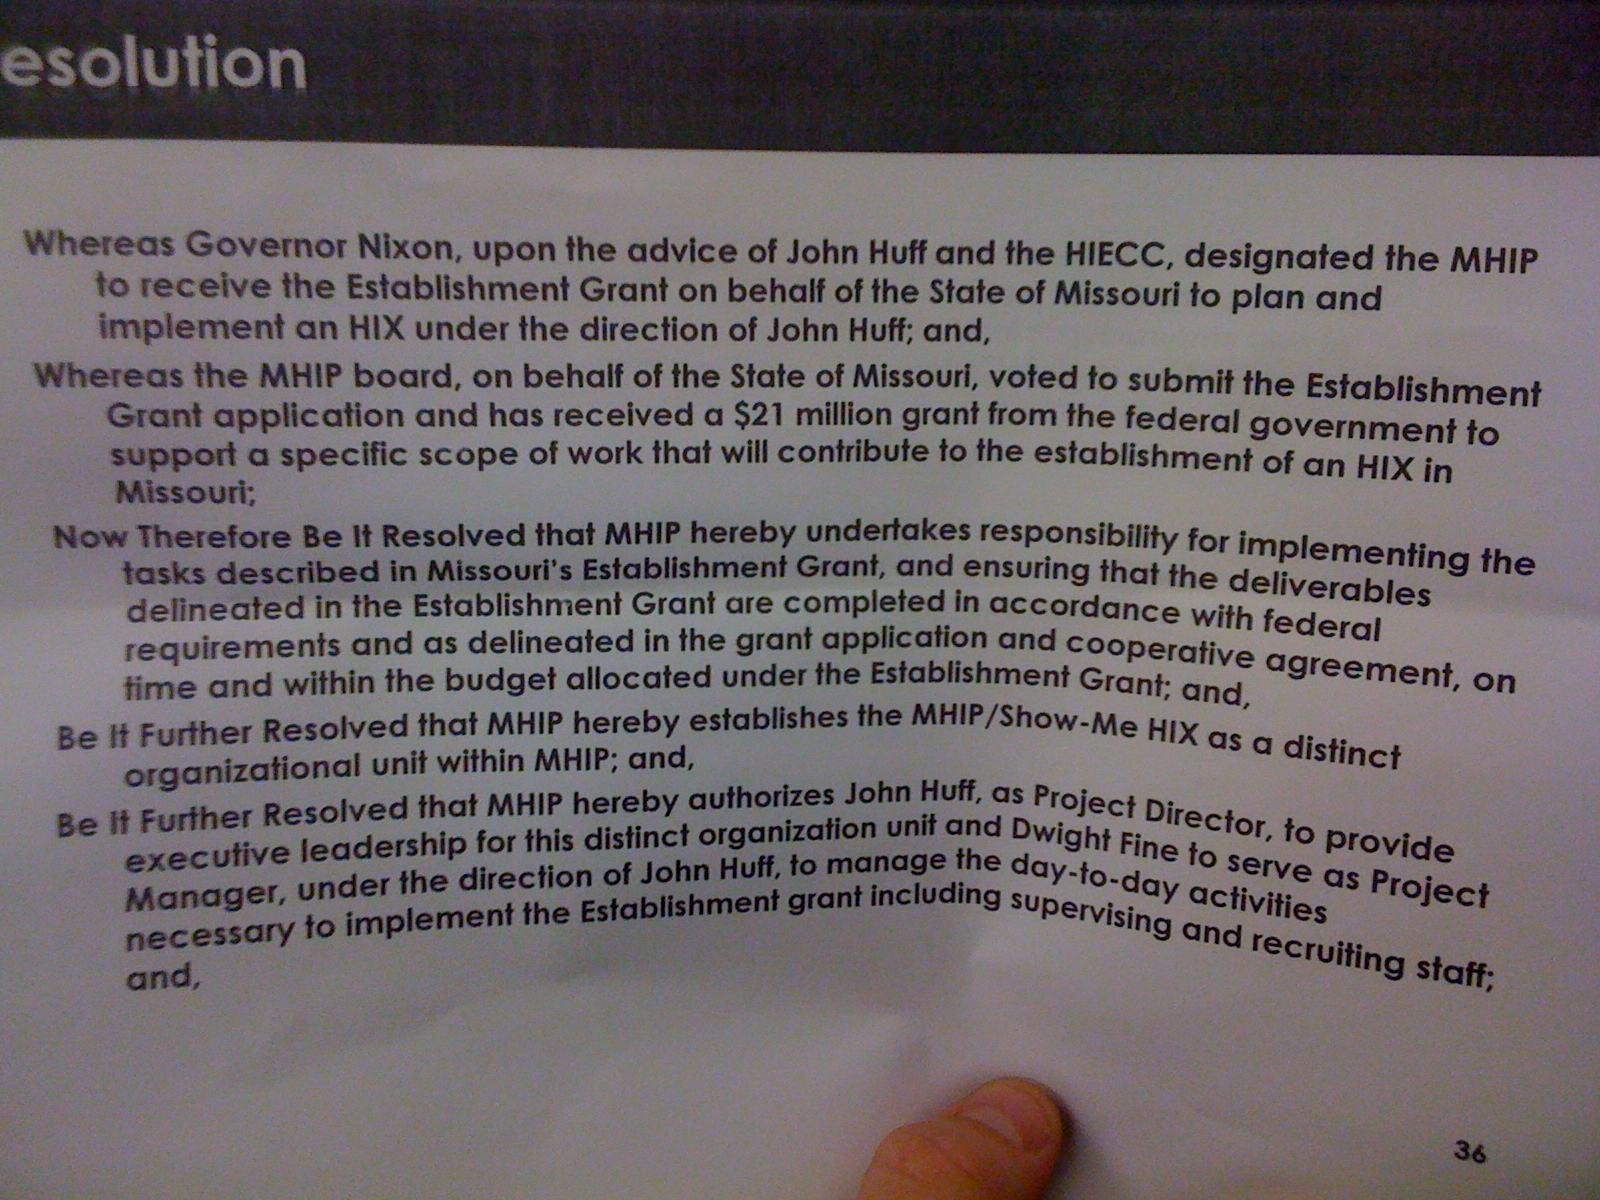 esolution
Whereas Governor Nixon, upon the advice of John Huff and the HIECC, designated the MHIP
to receive the Establishment Grant on behalf of the State of Missouri to plan and
implement an HIX under the direction of John Huff; and,
Whereas the MHIP board, on behalf of the State of Missouri, voted to submit the Establishment
Grant application and has received a $21 million grant from the federal government to
support a specific scope of work that will contribute to the establishment of an HIX in
Missouri;
Now Therefore Be It Resolved that MHIP hereby undertakes responsibility for implementing the
tasks described in Missouri's Establishment Grant, and ensuring that the deliverables
delineated in the Establishment Grant are completed in accordance with federal
requirements and as delineated in the grant application and cooperative agreement, on
time and within the budget allocated under the Establishment Grant; and,
Be It Further Resolved that MHIP hereby establishes the MHIP/Show-Me HIX as a distinct
organizational unit within MHIP; and,
Be It Further Resolved that MHIP hereby authorizes John Huff, as Project Director, to provide
executive leadership for this distinct organization unit and Dwight Fine to serve as Project
Manager, under the direction of John Huff, to manage the day-to-day activities
necessary to implement the Establishment grant including supervising and recruiting staff;
and,
36